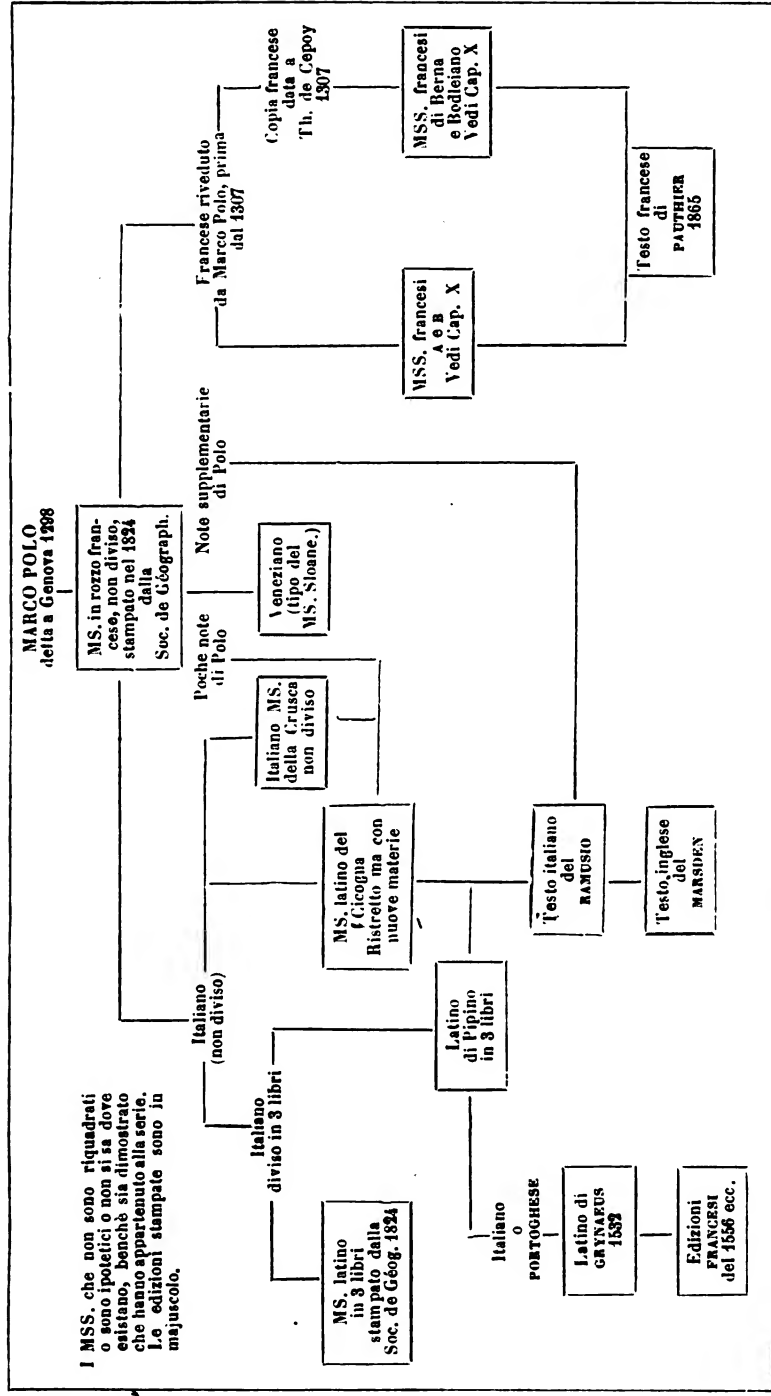 MARCO POLO
detta a Genova 1298
MS. in rozzo fran-
cese, non diviso,
stampato nel 1824
dalla
Soc. de Géograph.
I MSS. che non sono riquadrati
o sono ipotetici o non si sa dove
esistano, benchè sia dimostrato
che hanno appartenuto alla serie.
Le edizioni stampate sono in
majuscolo.
Italiano
(non diviso)
Poche note
di Polo
Note supplementarie
di Polo
Francese riveduto
da Marco Polo, prima
dal 1307
Italiano
diviso in 3 libri
Italiano MS.
della Crusca
non diviso
Veneziano
(tipo del
MS. Sloane.)
Copia francese
data a
Th. de Cepoy
1307
MS. latino
in 3 libri
stampato dalla
Soc. de Géog. 1824
MS. latino del
Cicogna
Ristretto ma con
nuove materie
MSS. francesi
A e B
Vedi Cap. X
MSS. francesi
di Berna
e Bodleiano
Vedi Cap. X
Latino
di Pipino
in 3 libri
Italiano
o
PORTOGHESE
Testo italiano
del
RAMUSIO
Testo francese
di
PAUTHIER
1865
Latino di
GRYNAEUS
1532
Testo inglese
del
MARSDEN
Edizioni
FRANCESI
del 1556 ecc.